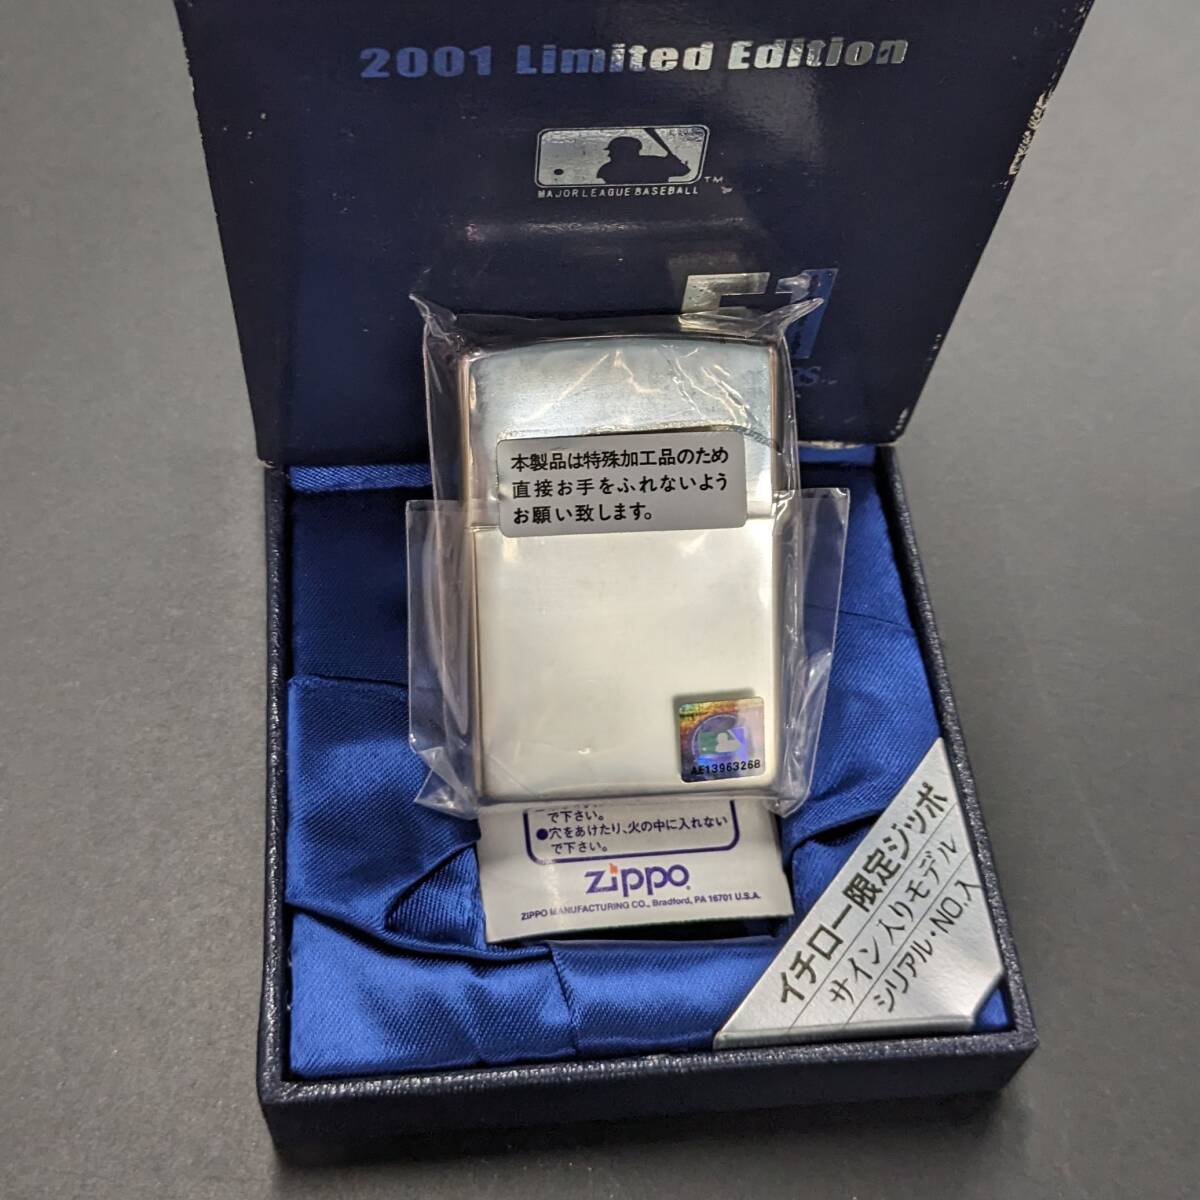 2001 Limited Edition
MAJOR LEAGUE BASEBALL TM
51
本製品は特殊加工品のため
直接お手をふれないよう
お願い致します。
AE13963268
で下さい。
●穴をあけたり、火の中に入れない
で下さい。
zippo®
ZIPPO MANUFACTURING CO., Bradford, PA 16701 U.S.A.
イチロー限定ジッポ
サイン入りモデル
シリアル・NO.入